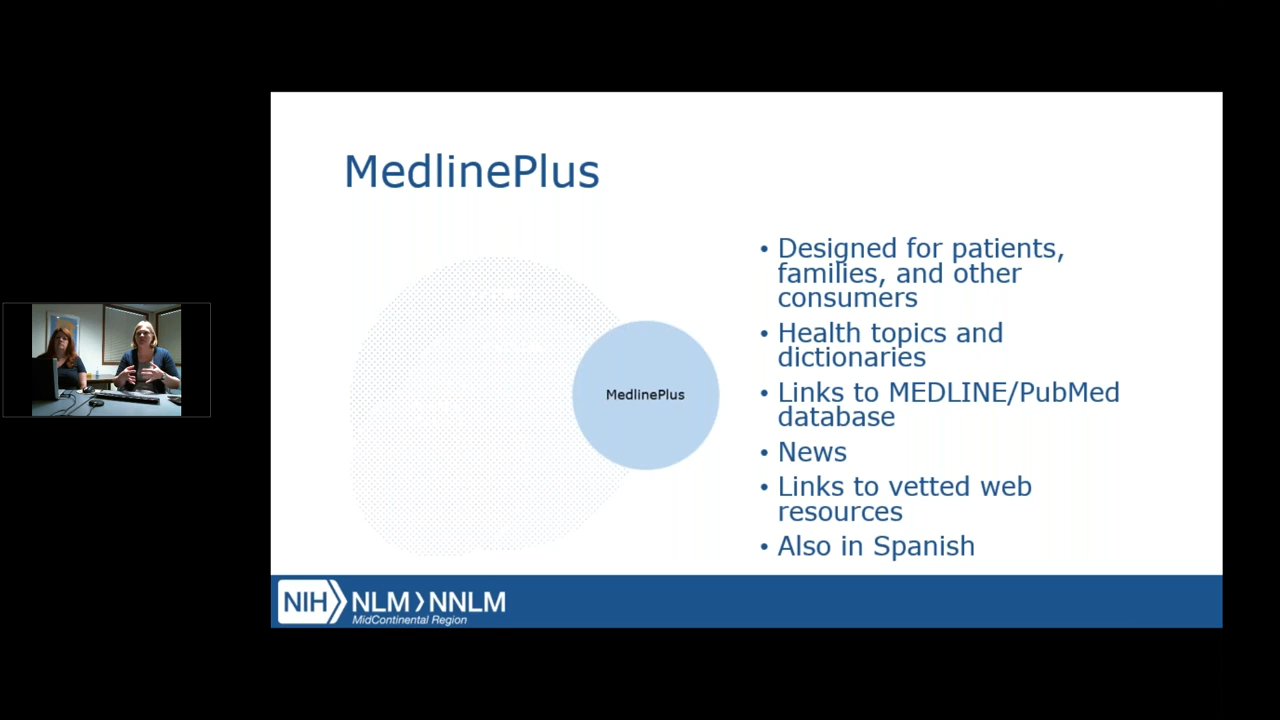 MedlinePlus
MedlinePlus
• Designed for patients,
families, and other
consumers
• Health topics and
dictionaries
• Links to MEDLINE/PubMed
database
• News
• Links to vetted web
resources
• Also in Spanish
NIH NLM NNLM
MidContinental Region